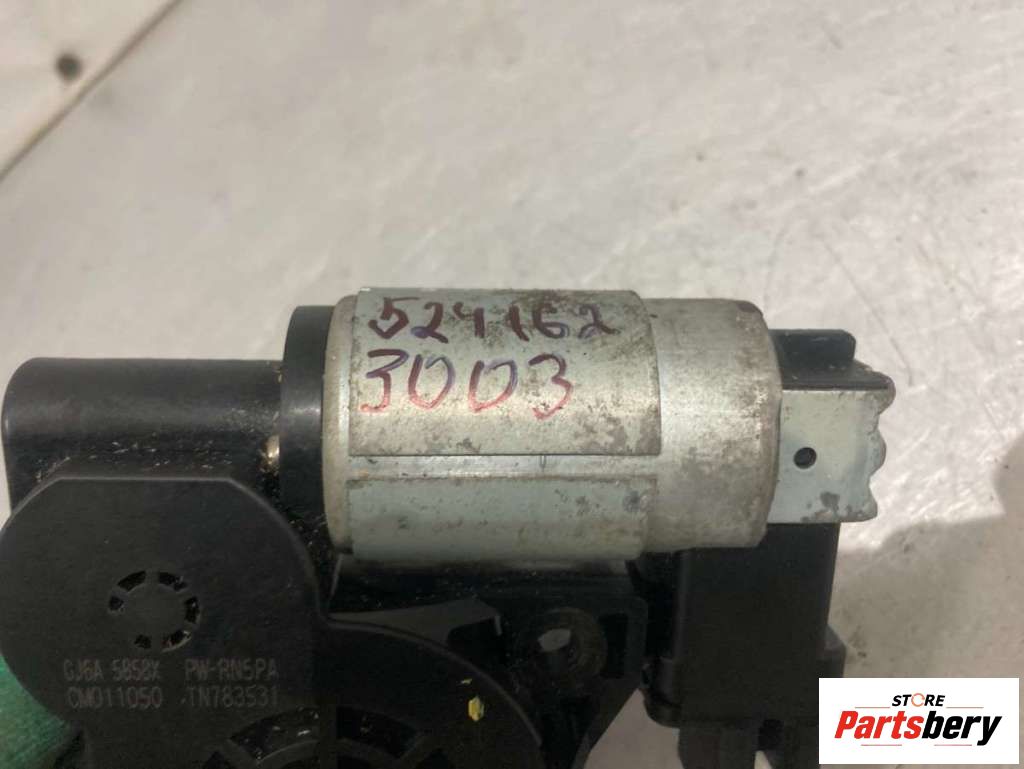 524162
3003
GJ6A 5858X PW-RN5PA
CM011050 TN783531
STORE
Partsbery